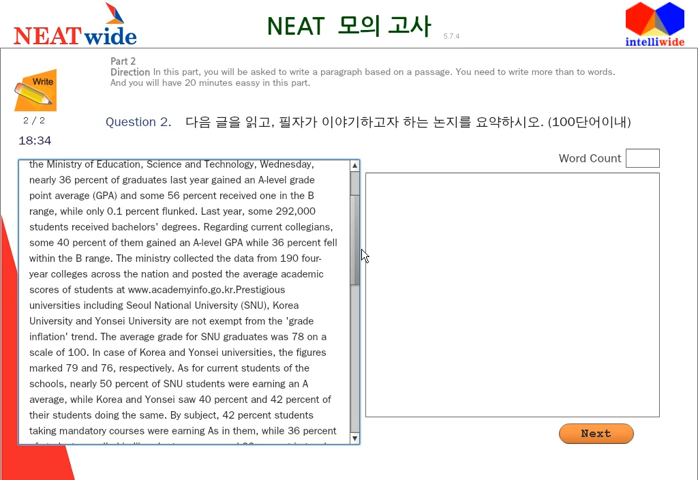 NEATwide
NEAT 모의 고사
5.7.4
intelliwide
Part 2
Direction In this part, you will be asked to write a paragraph based on a passage. You need to write more than to words.
And you will have 20 minutes eassy in this part.
Write
2 / 2
18:34
Question 2. 다음 글을 읽고, 필자가 이야기하고자 하는 논지를 요약하시오. (100단어이내)
Word Count
the Ministry of Education, Science and Technology, Wednesday,
nearly 36 percent of graduates last year gained an A-level grade
point average (GPA) and some 56 percent received one in the B
range, while only 0.1 percent flunked. Last year, some 292,000
students received bachelors' degrees. Regarding current collegians,
some 40 percent of them gained an A-level GPA while 36 percent fell
within the B range. The ministry collected the data from 190 four-
year colleges across the nation and posted the average academic
scores of students at www.academyinfo.go.kr.Prestigious
universities including Seoul National University (SNU), Korea
University and Yonsei University are not exempt from the 'grade
inflation' trend. The average grade for SNU graduates was 78 on a
scale of 100. In case of Korea and Yonsei universities, the figures
marked 79 and 76, respectively. As for current students of the
schools, nearly 50 percent of SNU students were earning an A
average, while Korea and Yonsei saw 40 percent and 42 percent of
their students doing the same. By subject, 42 percent students
taking mandatory courses were earning As in them, while 36 percent
Next